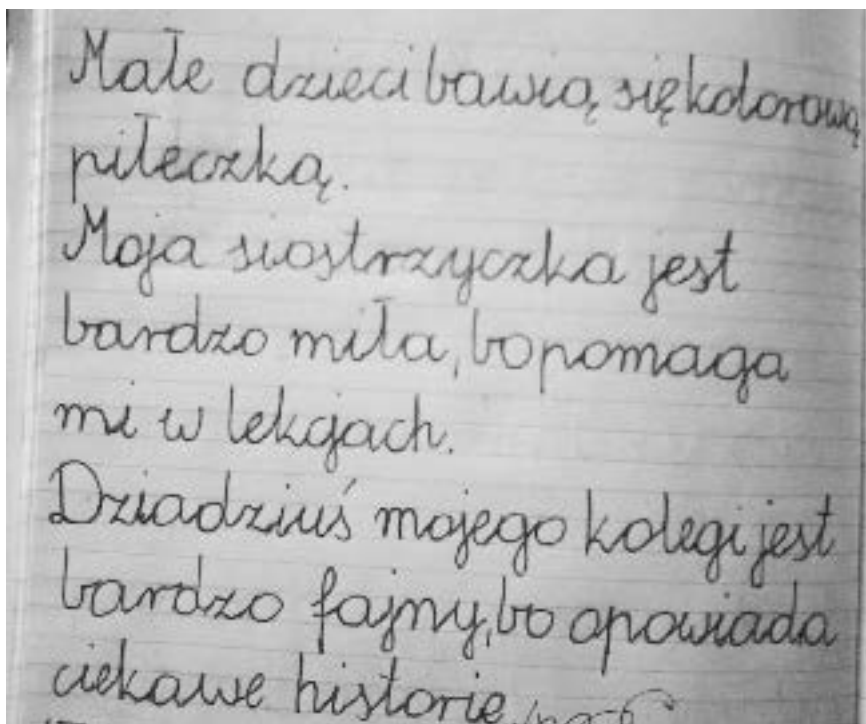 Małe dzieci bawią się kolorową
piłeczką.
Moja siostrzyczka jest
bardzo miła, bo pomaga
mi w lekcjach.
Dziadziuś mojego kolegi jest
bardzo fajny, bo opowiada
ciekawe historie